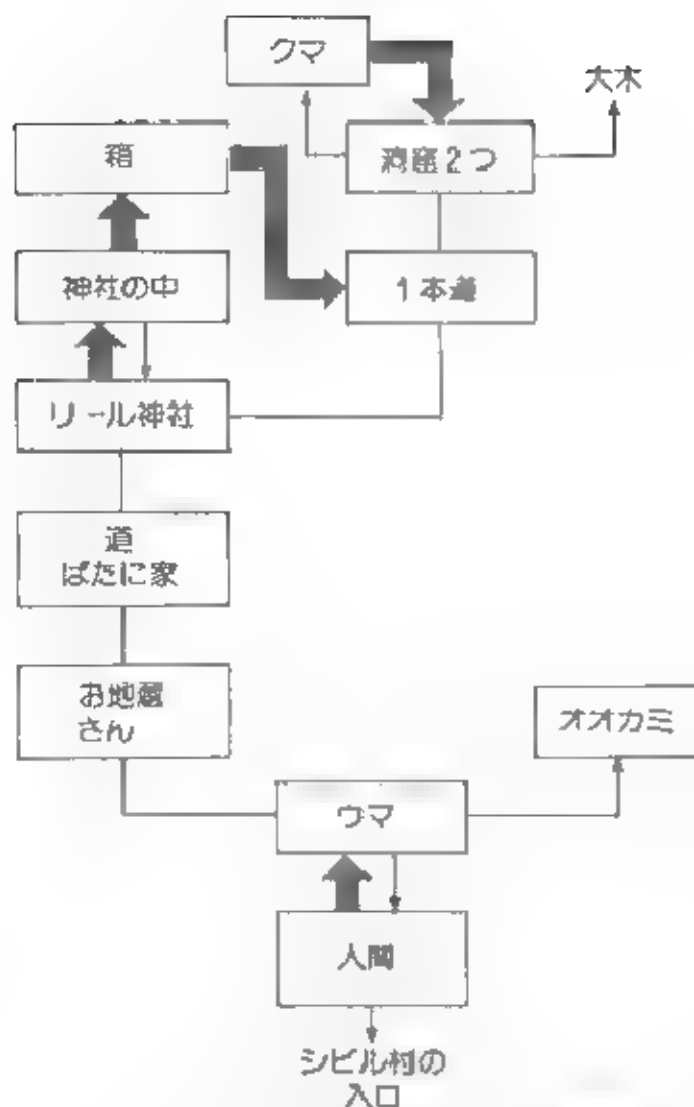 クマ
大木
箱
洞窟2つ
神社の中
1本道
リール神社
道
ばたに家
お地蔵
さん
オオカミ
ウマ
人間
シビル村の
入口